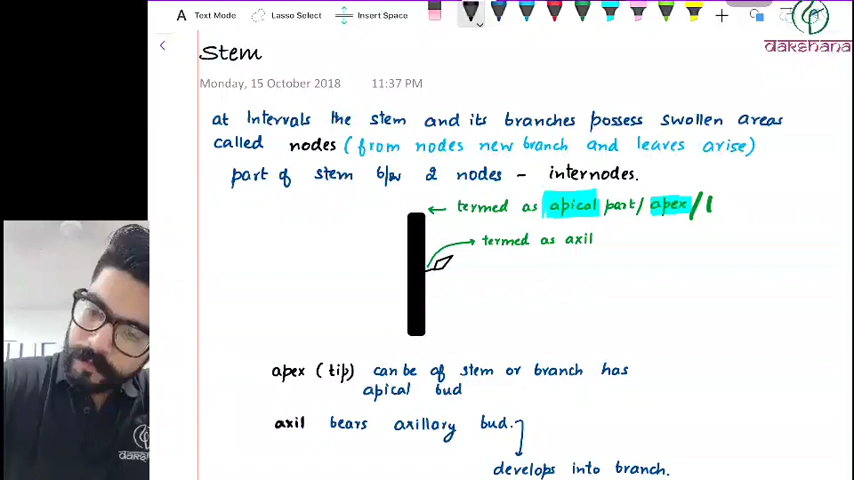 Text Mode Lasso Select Insert Space
dakshana
Stem
Monday, 15 October 2018 11:37 PM
at Intervals the stem and its branches possess swollen areas
called nodes (from nodes new branch and leaves arise)
part of stem b/w 2 nodes - internodes.
← termed as apical part/ apex/
→ termed as axil
apex (tip) can be of stem or branch has
apical bud
axil bears axillary bud.
develops into branch.